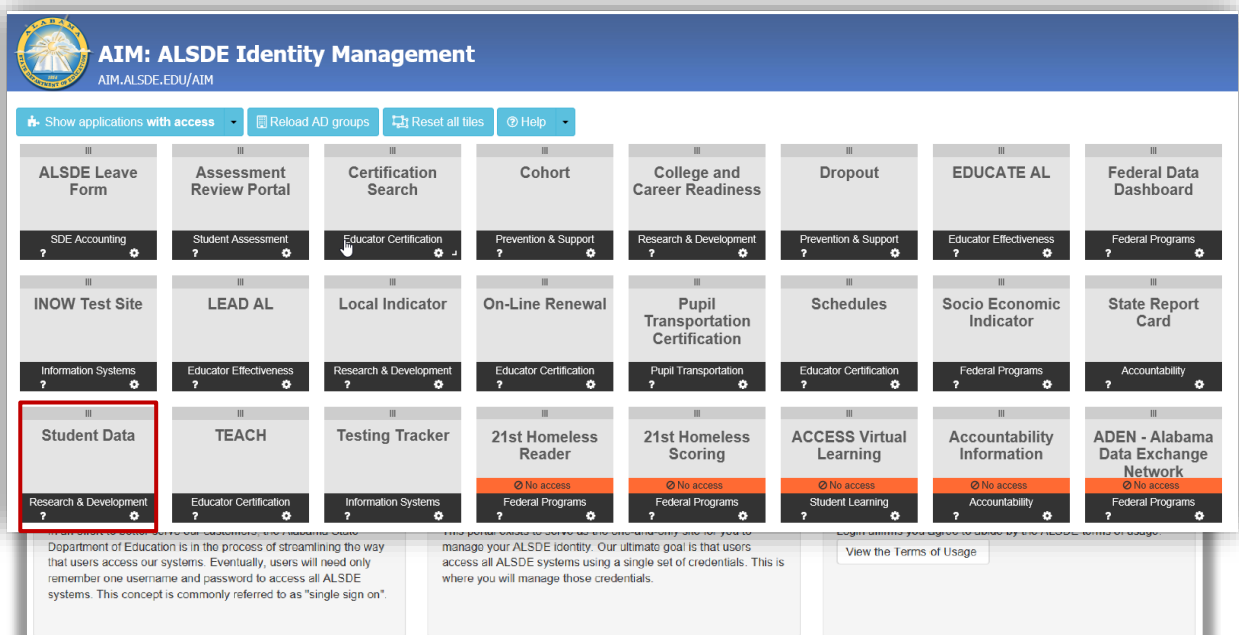 AIM: ALSDE Identity Management
AIM.ALSDE.EDU/AIM
Show applications with access
Reload AD groups
Reset all tiles
Help
ALSDE Leave
Form
SDE Accounting
Assessment
Review Portal
Student Assessment
Certification
Search
Educator Certification
Cohort
Prevention & Support
College and
Career Readiness
Research & Development
Dropout
Prevention & Support
EDUCATE AL
Educator Effectiveness
Federal Data
Dashboard
Federal Programs
INOW Test Site
Information Systems
LEAD AL
Educator Effectiveness
Local Indicator
Research & Development
On-Line Renewal
Educator Certification
Pupil
Transportation
Certification
Pupil Transportation
Schedules
Educator Certification
Socio Economic
Indicator
Federal Programs
State Report
Card
Accountability
Student Data
Research & Development
TEACH
Educator Certification
Testing Tracker
Information Systems
21st Homeless
Reader
No access
Federal Programs
21st Homeless
Scoring
No access
Federal Programs
ACCESS Virtual
Learning
No access
Student Learning
Accountability
Information
No access
Accountability
ADEN - Alabama
Data Exchange
Network
No access
Federal Programs
Department of Education is in the process of streamlining the way
that users access our systems. Eventually, users will need only
remember one username and password to access all ALSDE
systems. This concept is commonly referred to as "single sign on".
manage your ALSDE identity. Our ultimate goal is that users
access all ALSDE systems using a single set of credentials. This is
where you will manage those credentials.
View the Terms of Usage